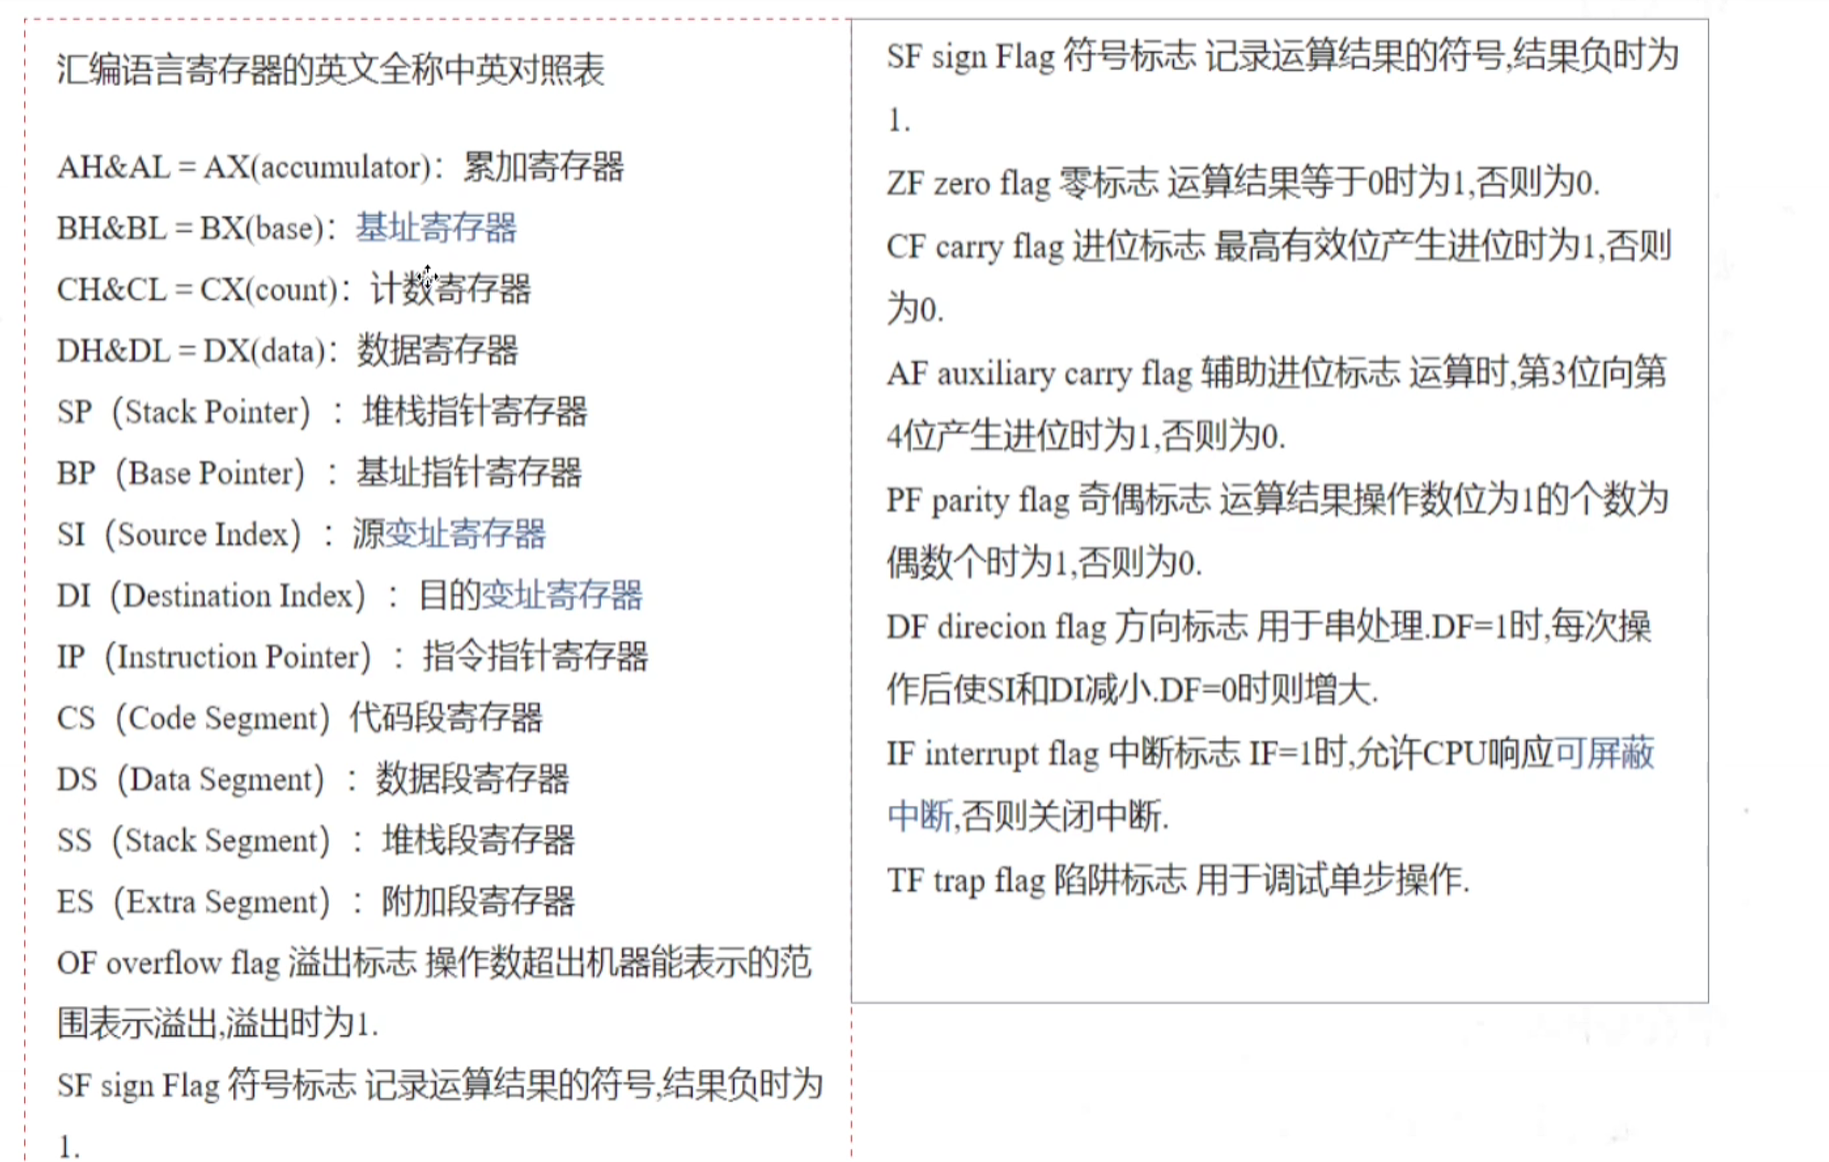 汇编语言寄存器的英文全称中英对照表
AH&AL = AX(accumulator)：累加寄存器
BH&BL = BX(base)：基址寄存器
CH&CL = CX(count)：计数寄存器
DH&DL = DX(data)：数据寄存器
SP（Stack Pointer）：堆栈指针寄存器
BP（Base Pointer）：基址指针寄存器
SI（Source Index）：源变址寄存器
DI（Destination Index）：目的变址寄存器
IP（Instruction Pointer）：指令指针寄存器
CS（Code Segment）代码段寄存器
DS（Data Segment）：数据段寄存器
SS（Stack Segment）：堆栈段寄存器
ES（Extra Segment）：附加段寄存器
OF overflow flag 溢出标志 操作数超出机器能表示的范
围表示溢出,溢出时为1.
SF sign Flag 符号标志 记录运算结果的符号,结果负时为
1.
SF sign Flag 符号标志 记录运算结果的符号,结果负时为
1.
ZF zero flag 零标志 运算结果等于0时为1,否则为0.
CF carry flag 进位标志 最高有效位产生进位时为1,否则
为0.
AF auxiliary carry flag 辅助进位标志 运算时,第3位向第
4位产生进位时为1,否则为0.
PF parity flag 奇偶标志 运算结果操作数位为1的个数为
偶数个时为1,否则为0.
DF direcion flag 方向标志 用于串处理.DF=1时,每次操
作后使SI和DI减小.DF=0时则增大.
IF interrupt flag 中断标志 IF=1时,允许CPU响应可屏蔽
中断,否则关闭中断.
TF trap flag 陷阱标志 用于调试单步操作.